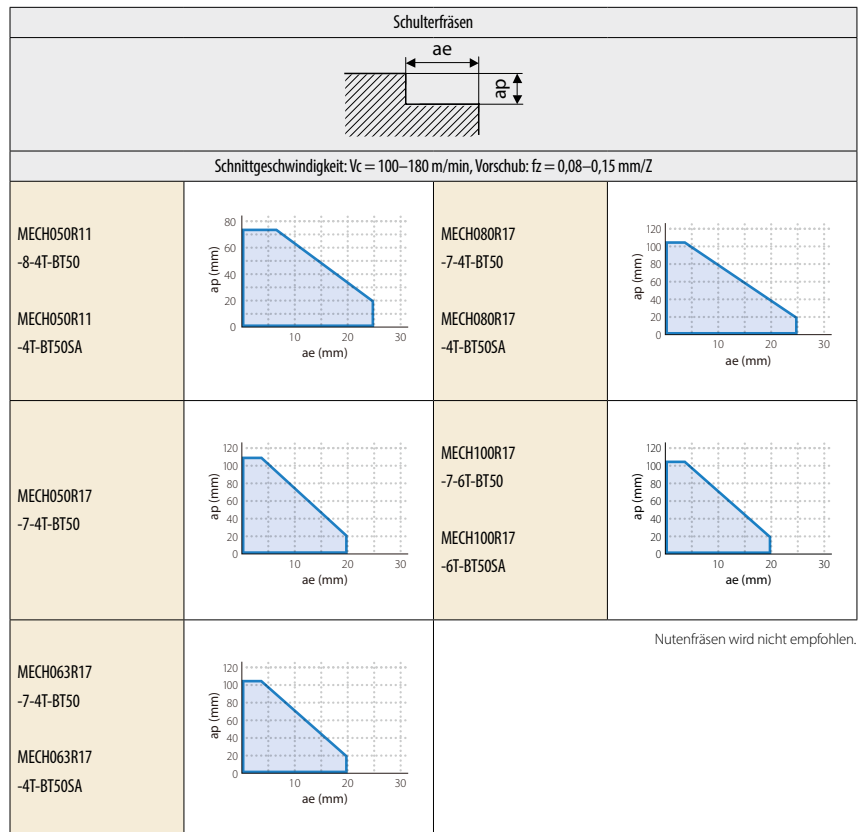 Schulterfräsen
ae
ap
Schnittgeschwindigkeit: Vc = 100–180 m/min, Vorschub: fz = 0,08–0,15 mm/Z
MECH050R11
-8-4T-BT50
MECH050R11
-4T-BT50SA
80
60
40
20
0
ap (mm)
10 20 30
ae (mm)
MECH080R17
-7-4T-BT50
MECH080R17
-4T-BT50SA
120
100
80
60
40
20
0
ap (mm)
10 20 30
ae (mm)
MECH050R17
-7-4T-BT50
120
100
80
60
40
20
0
ap (mm)
10 20 30
ae (mm)
MECH100R17
-7-6T-BT50
MECH100R17
-6T-BT50SA
120
100
80
60
40
20
0
ap (mm)
10 20 30
ae (mm)
MECH063R17
-7-4T-BT50
MECH063R17
-4T-BT50SA
120
100
80
60
40
20
0
ap (mm)
10 20 30
ae (mm)
Nutenfräsen wird nicht empfohlen.